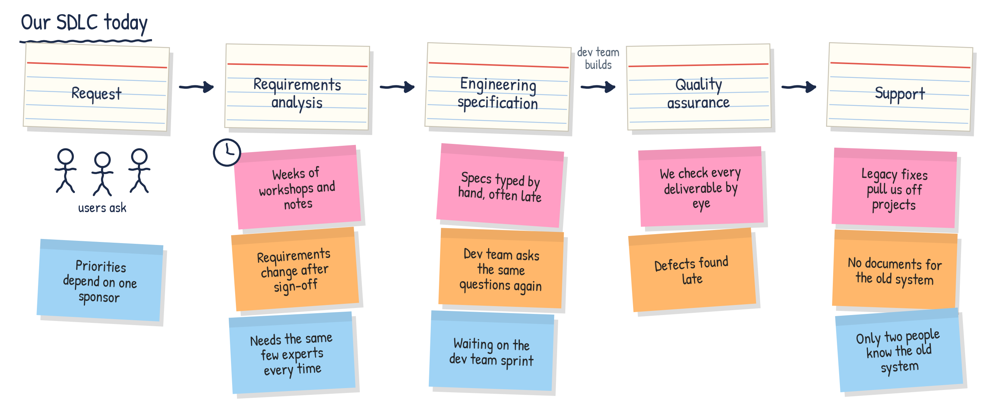 Our SDLC today
Request
Requirements
analysis
Engineering
specification
dev team
builds
Quality
assurance
Support
users ask
Priorities
depend on one
sponsor
Weeks of
workshops and
notes
Requirements
change after
sign-off
Needs the same
few experts
every time
Specs typed by
hand, often late
Dev team asks
the same
questions again
Waiting on the
dev team sprint
We check every
deliverable by
eye
Defects found
late
Legacy fixes
pull us off
projects
No documents for
the old system
Only two people
know the old
system